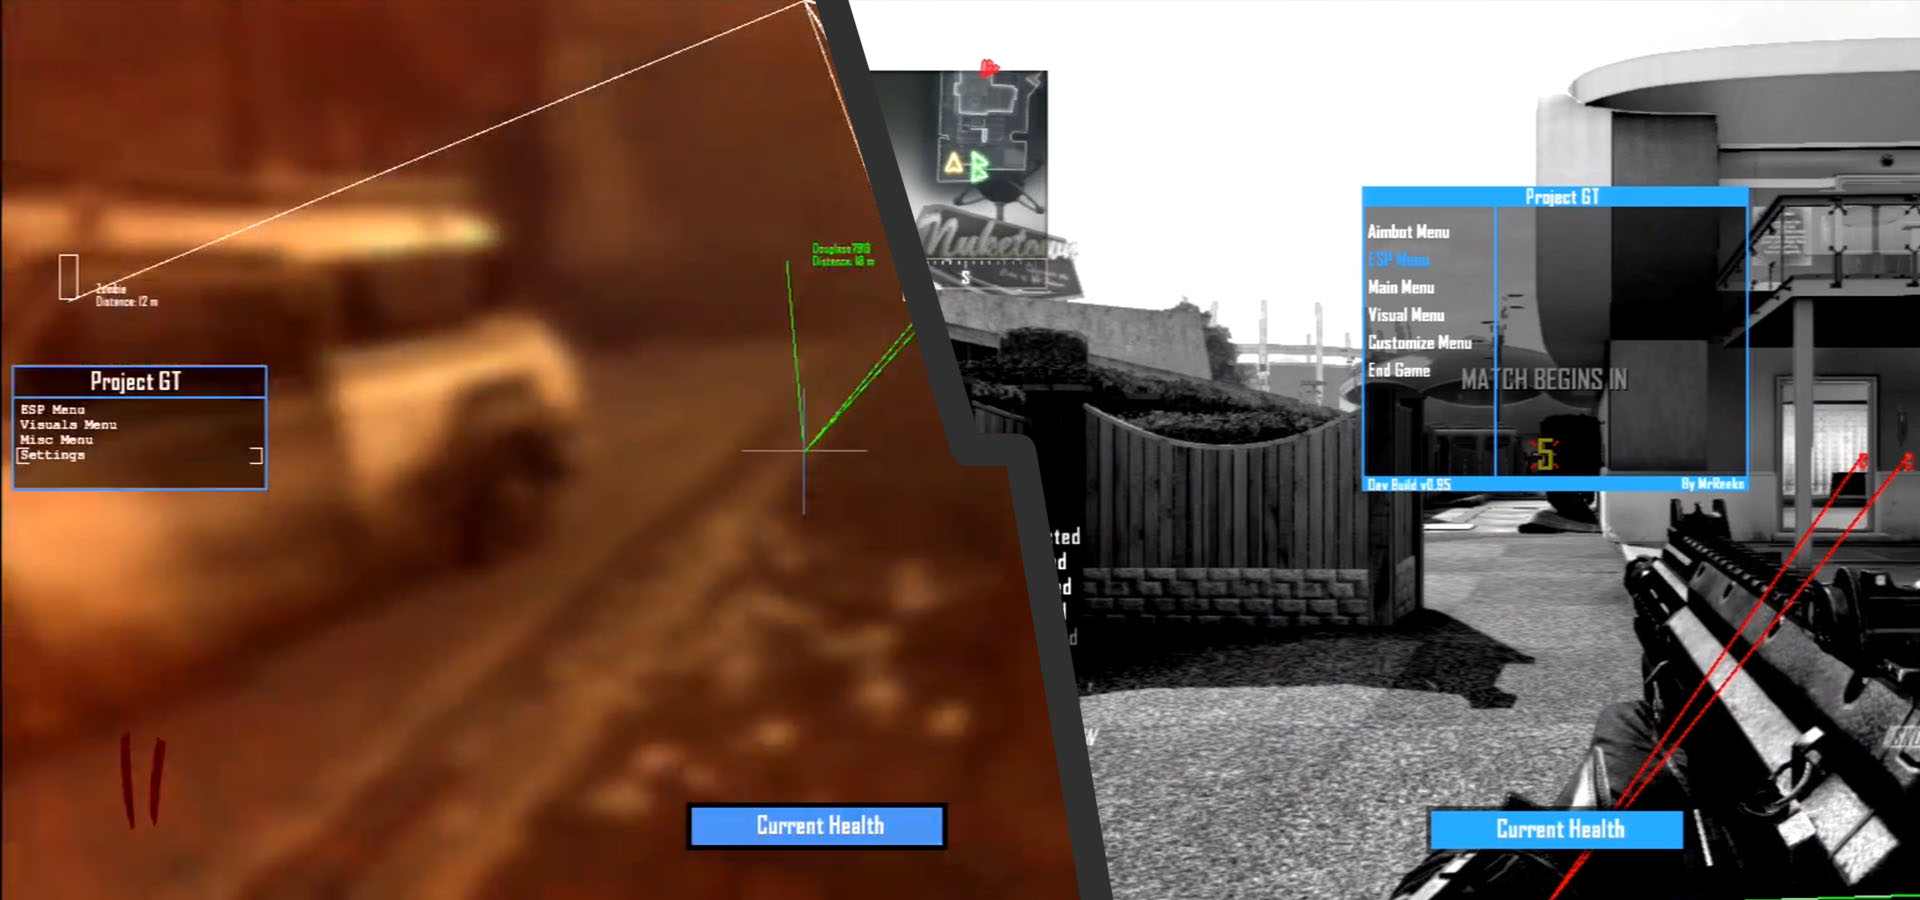 Zombie
Distance: 12 m
Project GT
ESP Menu
Visuals Menu
Misc Menu
Settings
Distance: 18 m
Current Health
A
B
Nuketown
S
Project GT
Aimbot Menu
ESP Menu
Main Menu
Visual Menu
Customize Menu
End Game
MATCH BEGINS IN
5
Dev Build v0.95
By MrReeko
Current Health